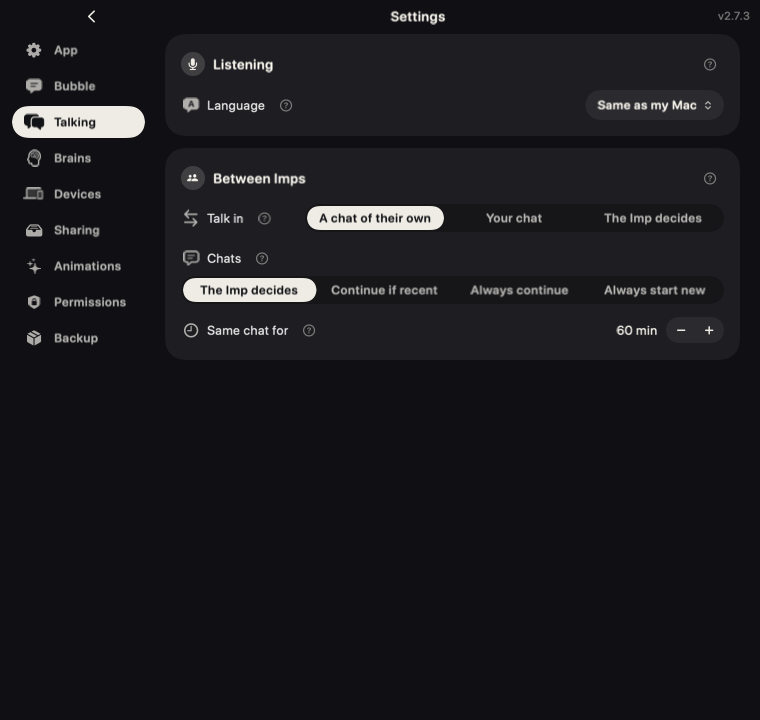 Settings
v2.7.3
App
Bubble
Talking
Brains
Devices
Sharing
Animations
Permissions
Backup
Listening
Language
Same as my Mac
Between Imps
Talk in
A chat of their own
Your chat
The Imp decides
Chats
The Imp decides
Continue if recent
Always continue
Always start new
Same chat for
60 min